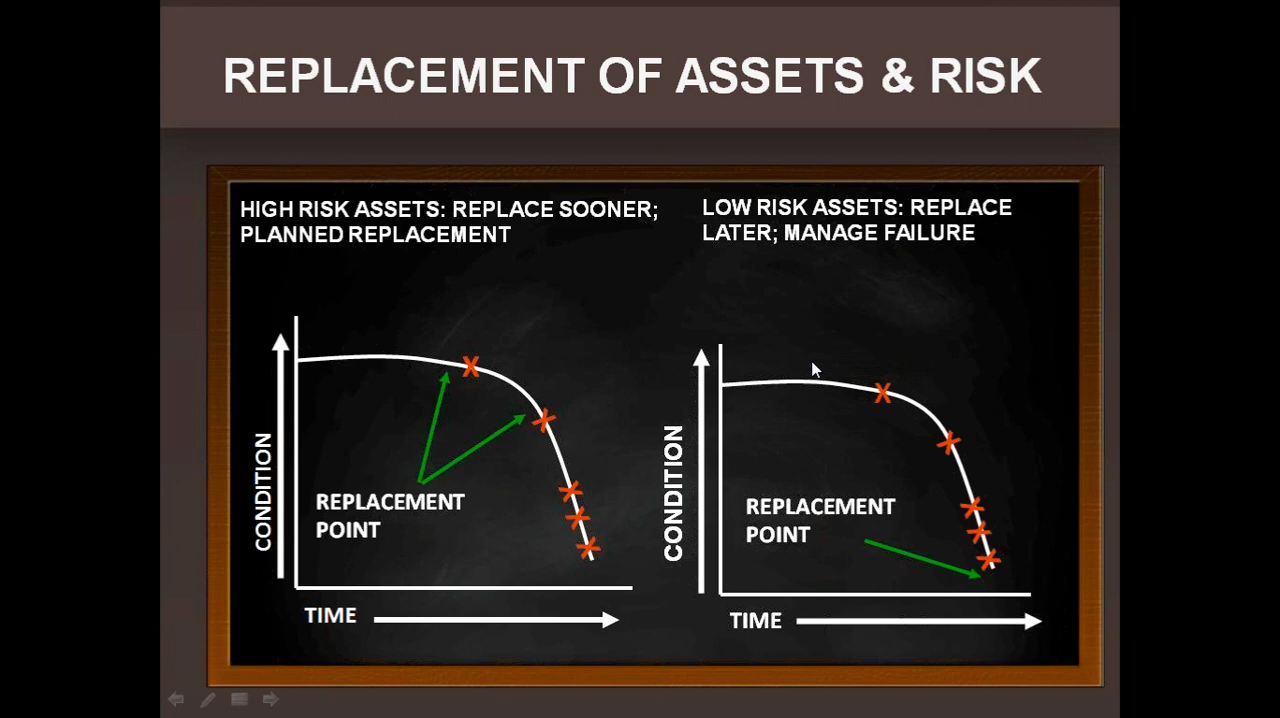 REPLACEMENT OF ASSETS & RISK
HIGH RISK ASSETS: REPLACE SOONER;
PLANNED REPLACEMENT
CONDITION
REPLACEMENT
POINT
TIME
LOW RISK ASSETS: REPLACE
LATER; MANAGE FAILURE
CONDITION
REPLACEMENT
POINT
TIME